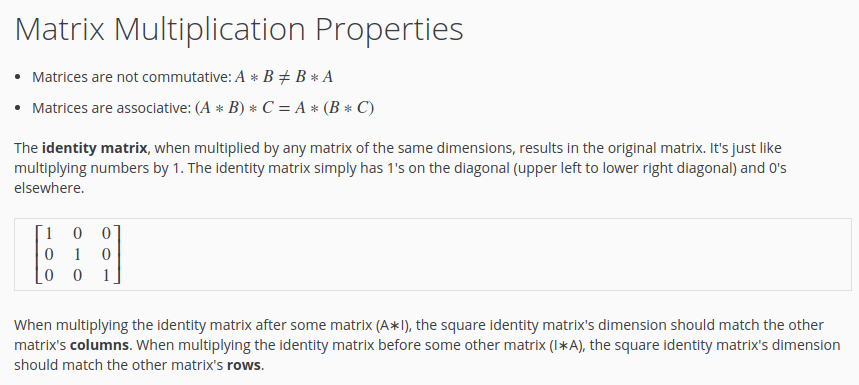 Matrix Multiplication Properties
• Matrices are not commutative: A ∗ B ≠ B ∗ A
• Matrices are associative: (A ∗ B) ∗ C = A ∗ (B ∗ C)
The identity matrix, when multiplied by any matrix of the same dimensions, results in the original matrix. It's just like
multiplying numbers by 1. The identity matrix simply has 1's on the diagonal (upper left to lower right diagonal) and 0's
elsewhere.
1 0 0
0 1 0
0 0 1
When multiplying the identity matrix after some matrix (A∗I), the square identity matrix's dimension should match the other
matrix's columns. When multiplying the identity matrix before some other matrix (I∗A), the square identity matrix's dimension
should match the other matrix's rows.